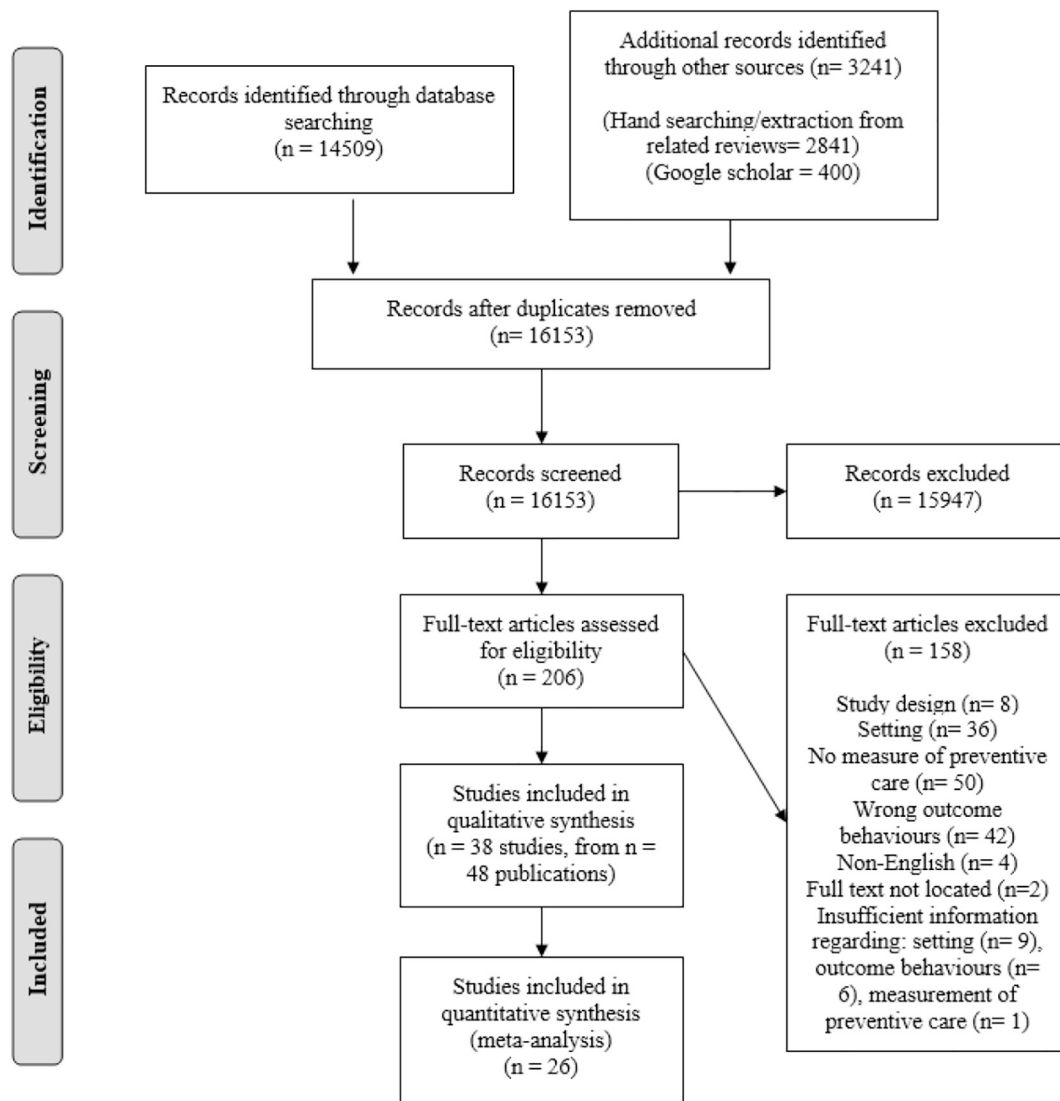 Identification
Records identified through database
searching
(n = 14509)
Additional records identified
through other sources (n= 3241)
(Hand searching/extraction from
related reviews= 2841)
(Google scholar = 400)
Records after duplicates removed
(n= 16153)
Screening
Records screened
(n = 16153)
Records excluded
(n = 15947)
Eligibility
Full-text articles assessed
for eligibility
(n = 206)
Full-text articles excluded
(n = 158)
Study design (n= 8)
Setting (n= 36)
No measure of preventive
care (n= 50)
Wrong outcome
behaviours (n= 42)
Non-English (n= 4)
Full text not located (n=2)
Insufficient information
regarding: setting (n= 9),
outcome behaviours (n=
6), measurement of
preventive care (n= 1)
Studies included in
qualitative synthesis
(n = 38 studies, from n =
48 publications)
Included
Studies included in
quantitative synthesis
(meta-analysis)
(n = 26)